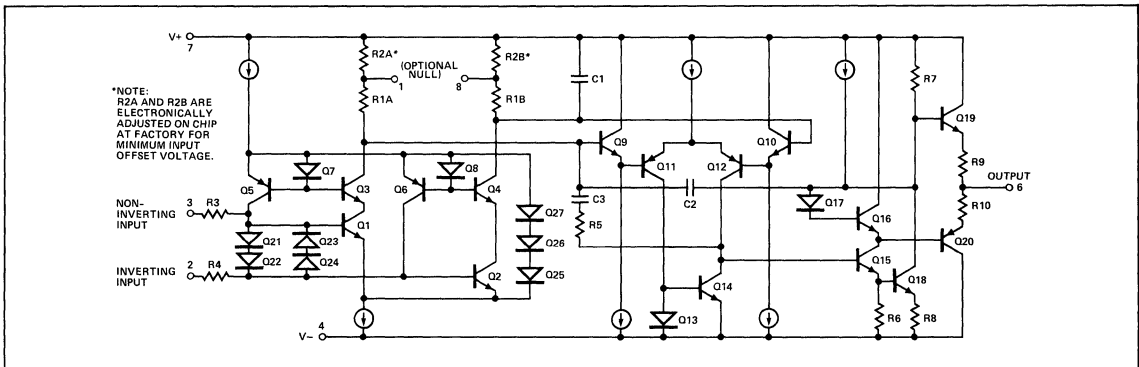 V+
7
R2A*
(OPTIONAL
NULL)
1
8
R2B*
R1A
R1B
C1
R7
*NOTE:
R2A AND R2B ARE
ELECTRONICALLY
ADJUSTED ON CHIP
AT FACTORY FOR
MINIMUM INPUT
OFFSET VOLTAGE.
Q9
Q10
Q19
Q11
Q12
R9
OUTPUT
6
R10
Q5
Q7
Q3
Q6
Q8
Q4
C3
C2
Q17
Q16
Q20
NON-
INVERTING
INPUT
3
R3
Q27
R5
Q21
Q23
Q1
Q26
Q15
Q22
Q24
INVERTING
INPUT
2
R4
Q2
Q25
Q14
Q18
Q13
R6
R8
V−
4